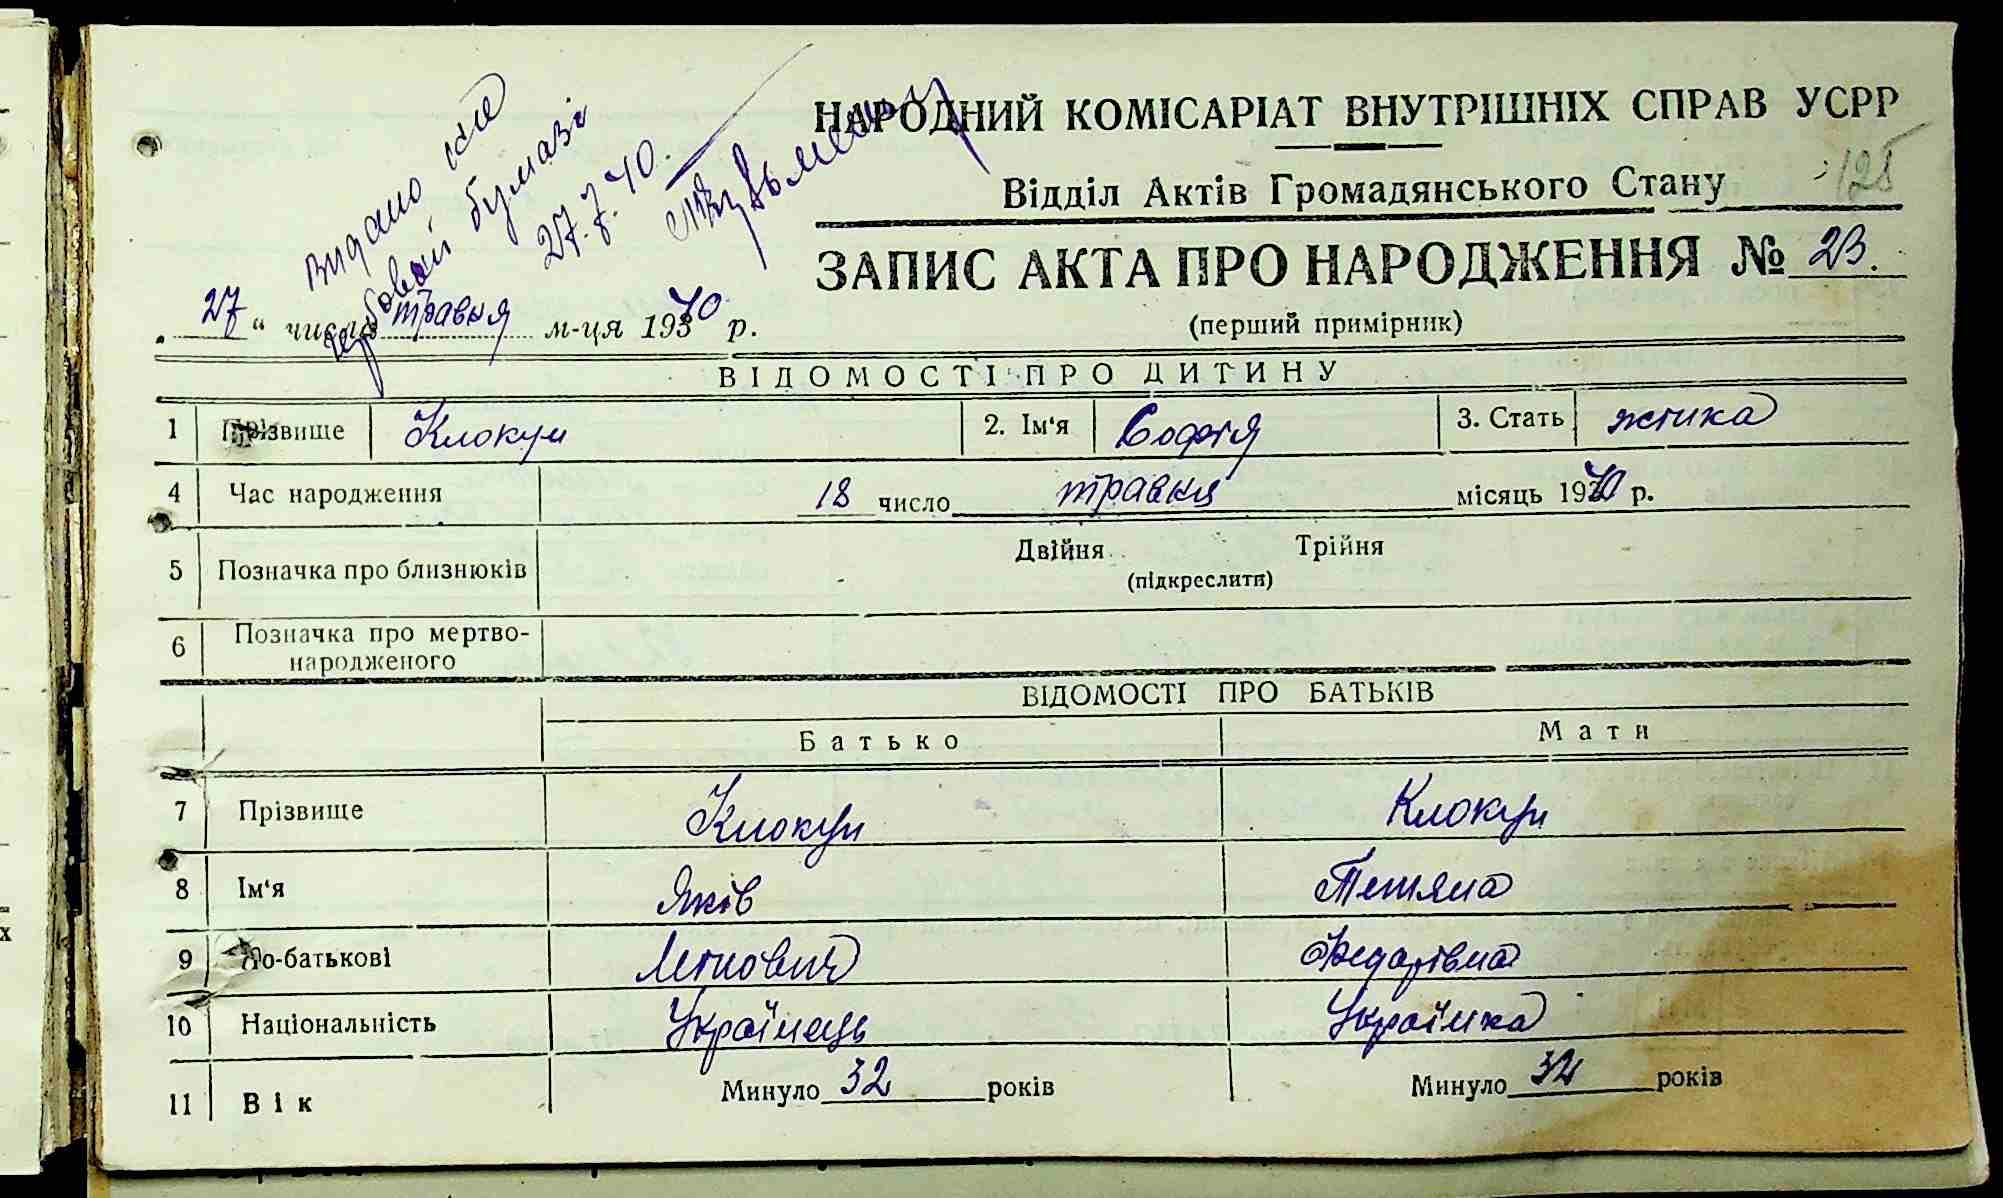 НАРОДНИЙ КОМІСАРІАТ ВНУТРІШНІХ СПРАВ УСРР
Відділ Актів Громадянського Стану
125
ЗАПИС АКТА ПРО НАРОДЖЕННЯ № 23.
(перший примірник)
видано на
гербовой бумазі
27.7.40.
27 " числа травня м-ця 1940 р.
ВІДОМОСТІ ПРО ДИТИНУ
1 Прізвище Клокун 2. Ім'я Софія 3. Стать жінка
4 Час народження 18 число травня місяць 1940 р.
5 Позначка про близнюків Двійня Трійня
(підкреслити)
6 Позначка про мертво-
народженого
ВІДОМОСТІ ПРО БАТЬКІВ
Батько Мати
7 Прізвище Клокун Клокун
8 Ім'я Яків Тетяна
9 По-батькові Федорівна
10 Національність Українець Українка
11 Вік Минуло 32 років Минуло 32 років